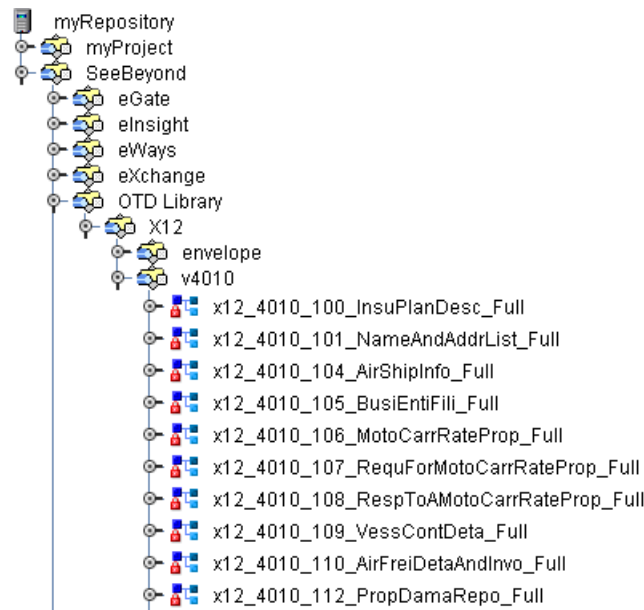 myRepository
myProject
SeeBeyond
eGate
eInsight
eWays
eXchange
OTD Library
X12
envelope
v4010
x12_4010_100_InsuPlanDesc_Full
x12_4010_101_NameAndAddrList_Full
x12_4010_104_AirShipInfo_Full
x12_4010_105_BusiEntiFili_Full
x12_4010_106_MotoCarrRateProp_Full
x12_4010_107_RequForMotoCarrRateProp_Full
x12_4010_108_RespToAMotoCarrRateProp_Full
x12_4010_109_VessContDeta_Full
x12_4010_110_AirFreiDetaAndInvo_Full
x12_4010_112_PropDamaRepo_Full